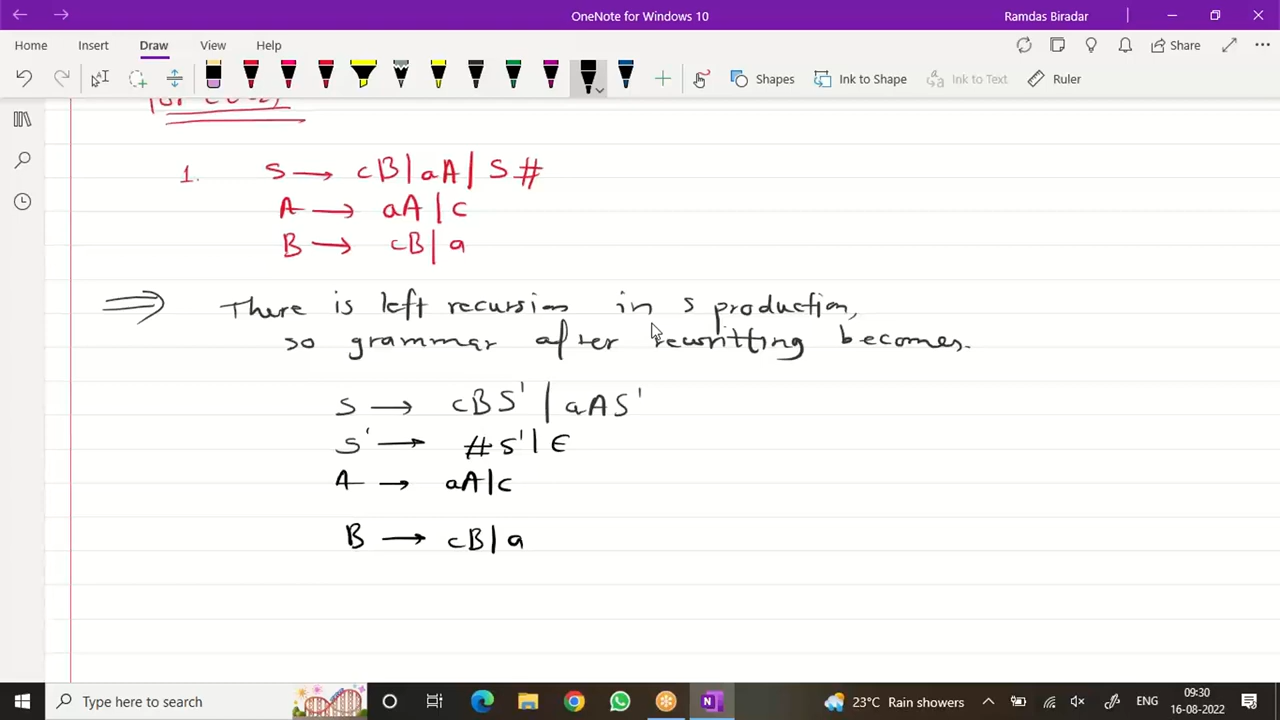 OneNote for Windows 10
Ramdas Biradar
Home Insert Draw View Help
Share
Shapes Ink to Shape Ink to Text Ruler
1. S → cB | aA | S #
A → aA | c
B → cB | a
⇒ There is left recursion in s production,
so grammar after rewritting becomes.
S → cBS' | aAS'
S' → #S' | ϵ
A → aA | c
B → cB | a
Type here to search
23°C Rain showers
ENG
09:30
16-08-2022